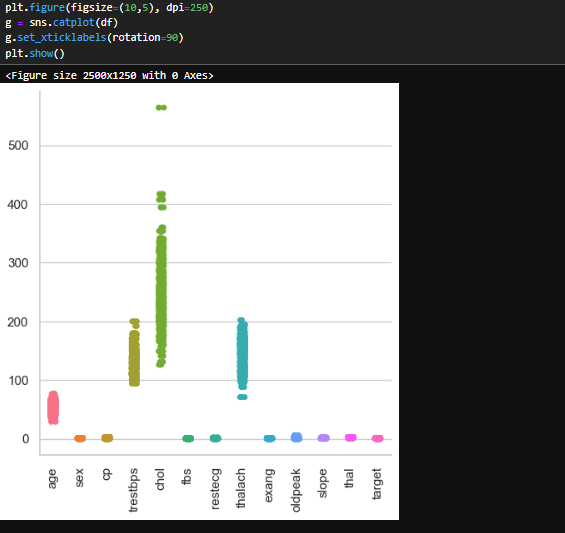 plt.figure(figsize=(10,5), dpi=250)
g = sns.catplot(df)
g.set_xticklabels(rotation=90)
plt.show()
<Figure size 2500x1250 with 0 Axes>
500
400
300
200
100
0
age
sex
cp
trestbps
chol
fbs
restecg
thalach
exang
oldpeak
slope
thal
target